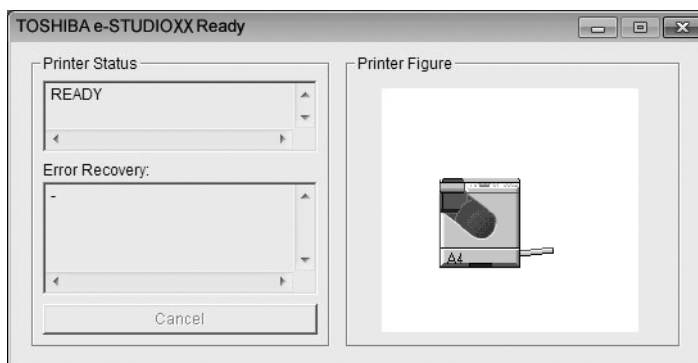 TOSHIBA e-STUDIOXX Ready
Printer Status
READY
Error Recovery:
-
Cancel
Printer Figure
A4